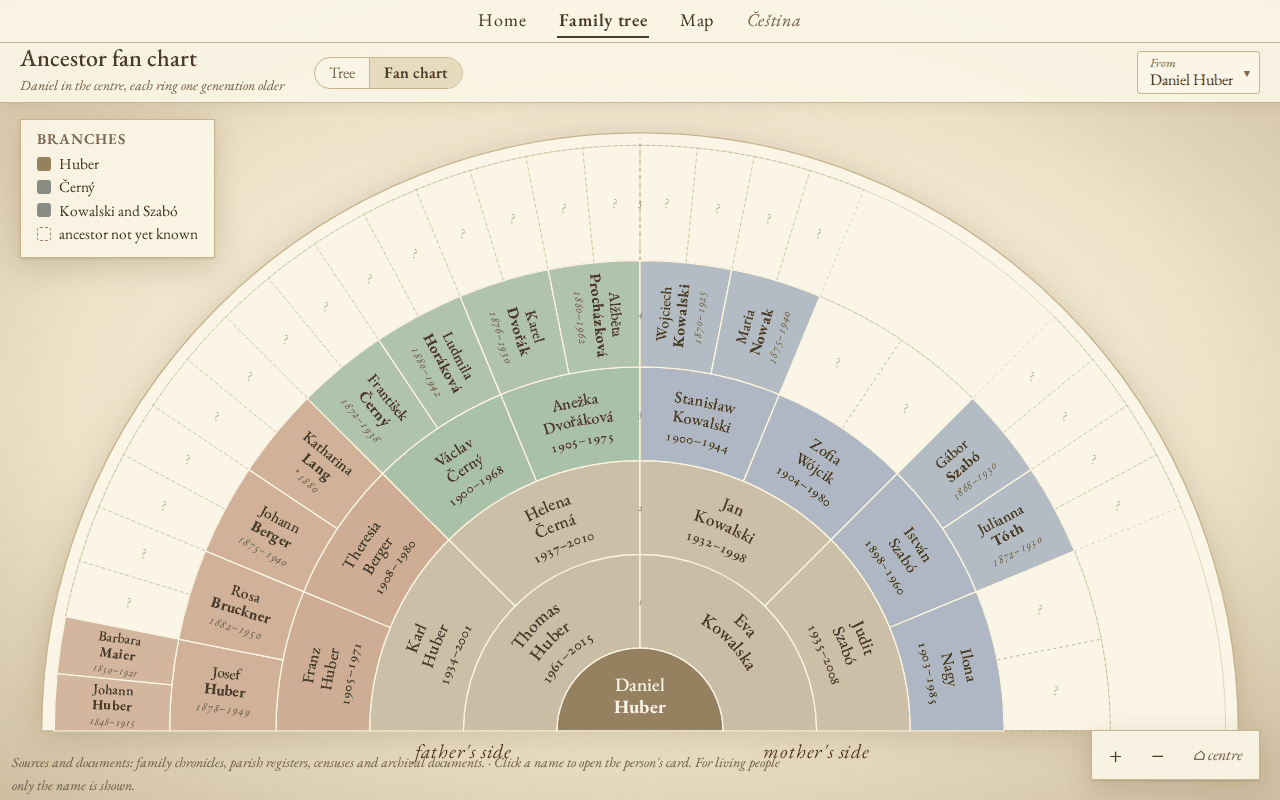 Home
Family tree
Map
Čeština
Ancestor fan chart
Daniel in the centre, each ring one generation older
Tree
Fan chart
From
Daniel Huber
BRANCHES
Huber
Černý
Kowalski and Szabó
ancestor not yet known
Barbara
Maier
1850–1921
Johann
Huber
1848–1915
Josef
Huber
1878–1949
Rosa
Bruckner
1882–1950
Johann
Berger
1875–1940
Katharina
Lang
*1880
František
Černý
1872–1938
Ludmila
Horáková
1880–1942
Karel
Dvořák
1876–1930
Alžběta
Procházková
1880–1962
Wojciech
Kowalski
1870–1925
Maria
Nowak
1875–1940
Gábor
Szabó
1868–1930
Julianna
Tóth
1872–1930
Franz
Huber
1905–1971
Theresia
Berger
1908–1980
Václav
Černý
1900–1968
Anežka
Dvořáková
1905–1975
Stanisław
Kowalski
1900–1944
Zofia
Wójcik
1904–1980
István
Szabó
1898–1960
Ilona
Nagy
1903–1985
Karl
Huber
1934–2001
Helena
Černá
1937–2010
Jan
Kowalski
1932–1998
Judit
Szabó
1935–2008
Thomas
Huber
1961–2015
Eva
Kowalska
Daniel
Huber
father's side
mother's side
Sources and documents: family chronicles, parish registers, censuses and archival documents. · Click a name to open the person's card. For living people
only the name is shown.
+
−
centre